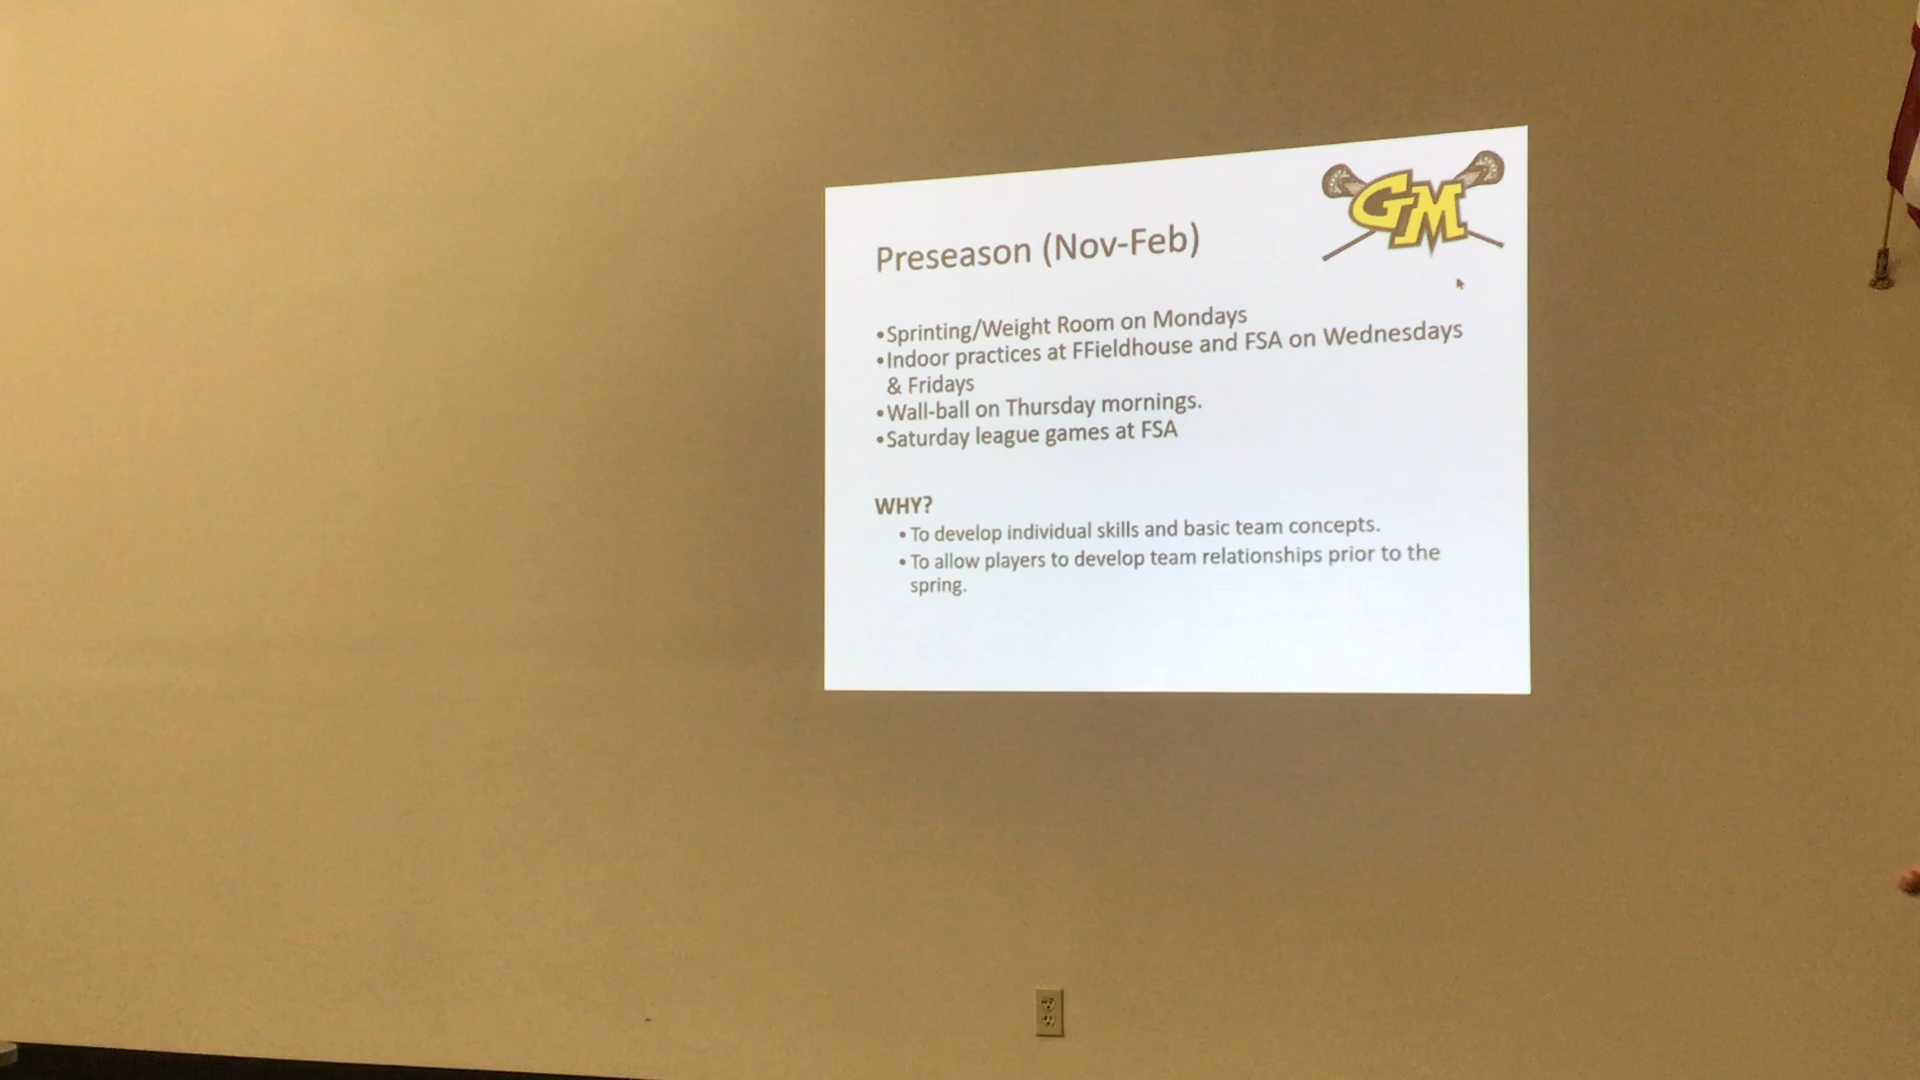 GM
Preseason (Nov-Feb)
•Sprinting/Weight Room on Mondays
•Indoor practices at FFieldhouse and FSA on Wednesdays
& Fridays
•Wall-ball on Thursday mornings.
•Saturday league games at FSA
WHY?
• To develop individual skills and basic team concepts.
• To allow players to develop team relationships prior to the
spring.